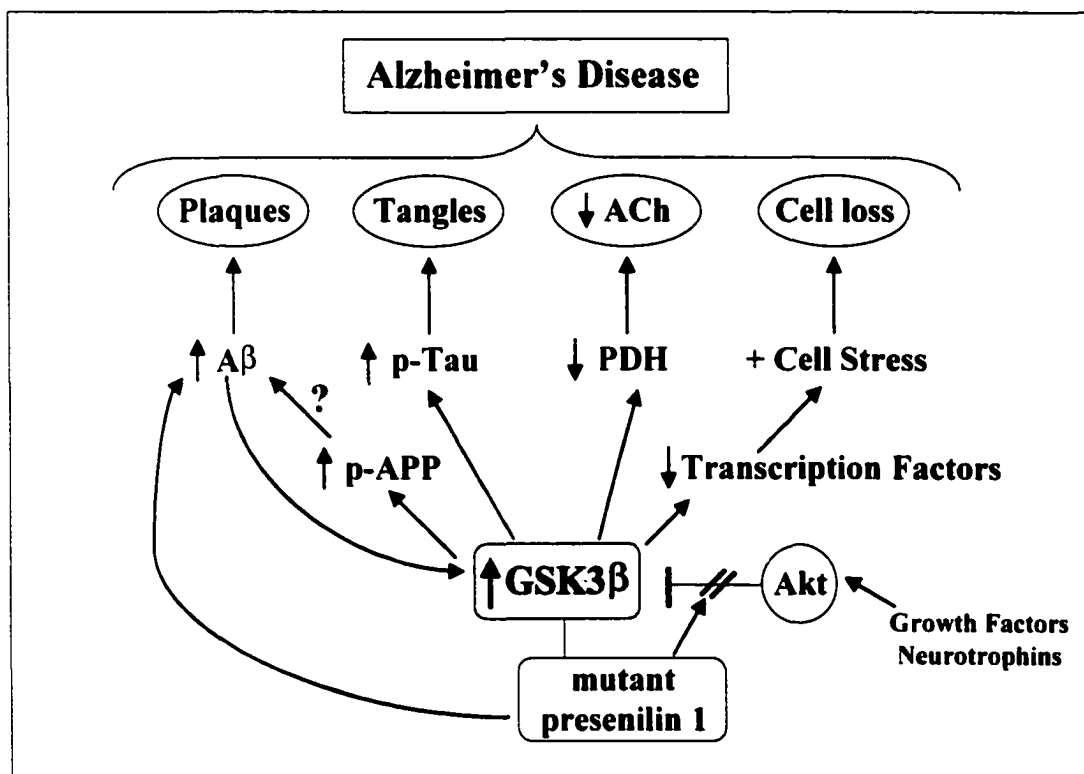 Alzheimer's Disease
Plaques
Tangles
↓ ACh
Cell loss
↑ Aβ
↑ p-Tau
↓ PDH
+ Cell Stress
?
↑ p-APP
↓ Transcription Factors
↑ GSK3β
Akt
Growth Factors
Neurotrophins
mutant
presenilin 1